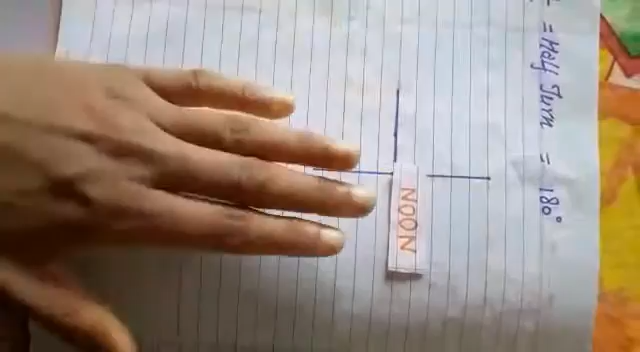 = Half Turn = 180°
NOON